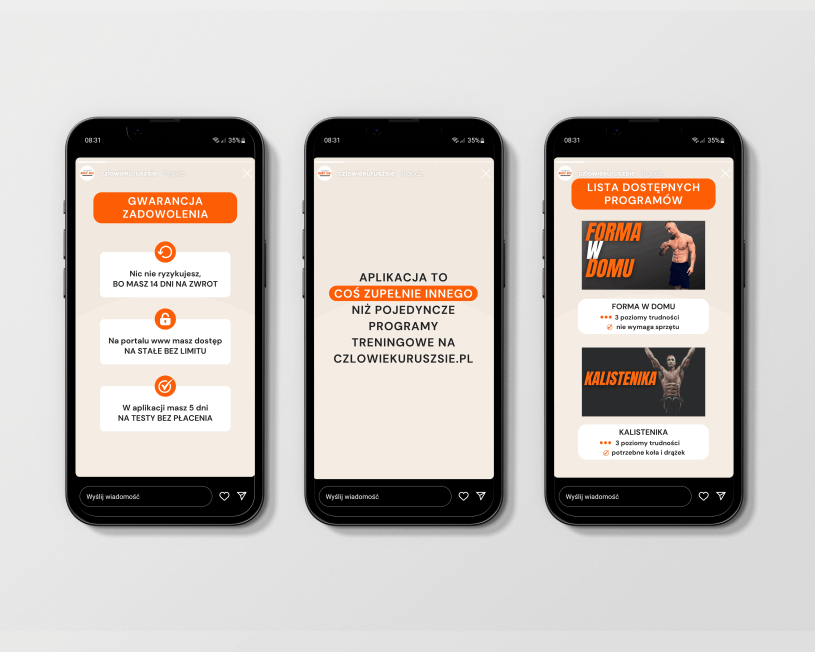 08:31
35%
czlowiekuruszsie
GWARANCJA
ZADOWOLENIA
Nic nie ryzykujesz,
BO MASZ 14 DNI NA ZWROT
Na portalu www masz dostęp
NA STAŁE BEZ LIMITU
W aplikacji masz 5 dni
NA TESTY BEZ PŁACENIA
Wyślij wiadomość
08:31
35%
czlowiekuruszsie
APLIKACJA TO
COŚ ZUPEŁNIE INNEGO
NIŻ POJEDYNCZE
PROGRAMY
TRENINGOWE NA
CZLOWIEKURUSZSIE.PL
Wyślij wiadomość
08:31
35%
czlowiekuruszsie
LISTA DOSTĘPNYCH
PROGRAMÓW
FORMA
W
DOMU
FORMA W DOMU
3 poziomy trudności
nie wymaga sprzętu
KALISTENIKA
KALISTENIKA
3 poziomy trudności
potrzebne koła i drążek
Wyślij wiadomość